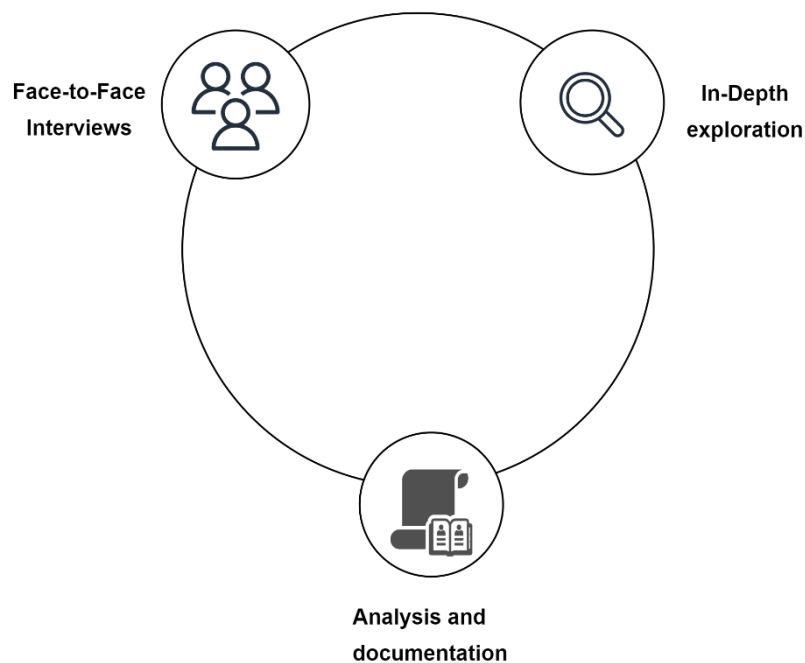 Face-to-Face
Interviews
In-Depth
exploration
Analysis and
documentation